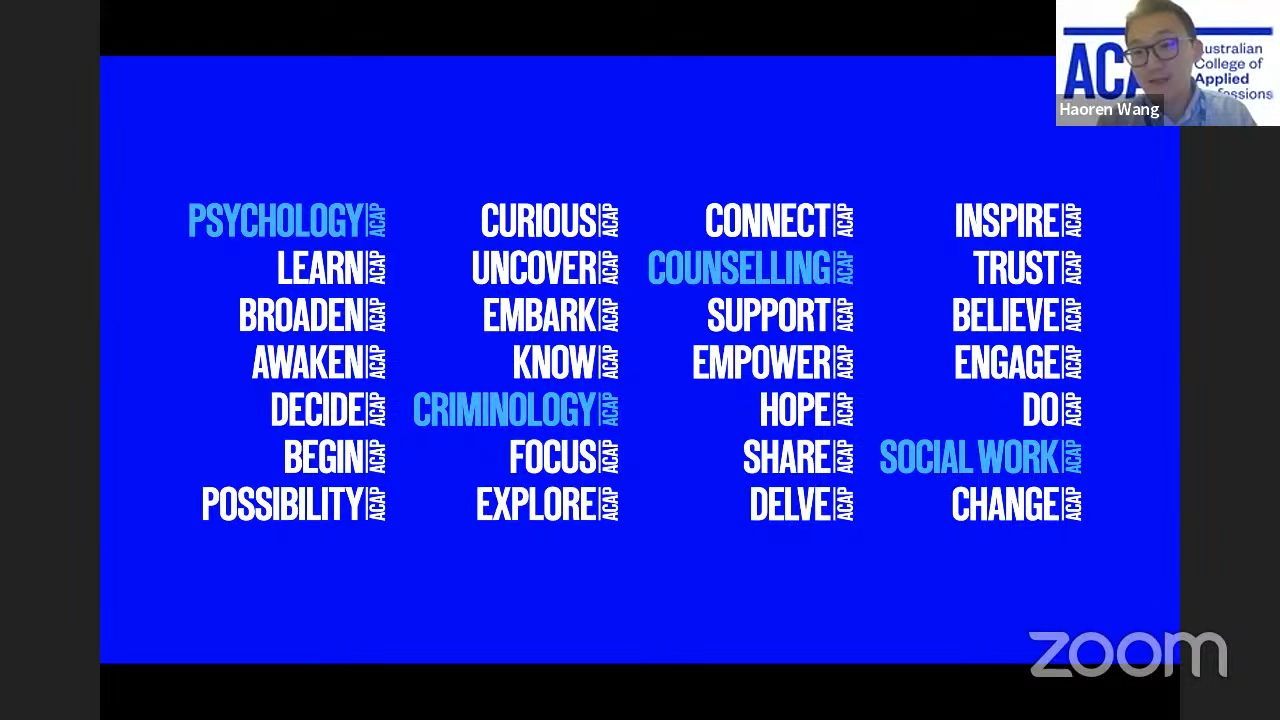 PSYCHOLOGY ACAP
LEARN ACAP
BROADEN ACAP
AWAKEN ACAP
DECIDE ACAP
BEGIN ACAP
POSSIBILITY ACAP
CURIOUS ACAP
UNCOVER ACAP
EMBARK ACAP
KNOW ACAP
CRIMINOLOGY ACAP
FOCUS ACAP
EXPLORE ACAP
CONNECT ACAP
COUNSELLING ACAP
SUPPORT ACAP
EMPOWER ACAP
HOPE ACAP
SHARE ACAP
DELVE ACAP
INSPIRE ACAP
TRUST ACAP
BELIEVE ACAP
ENGAGE ACAP
DO ACAP
SOCIAL WORK ACAP
CHANGE ACAP
ustralian
College of
Applied
Haoren Wang
zoom